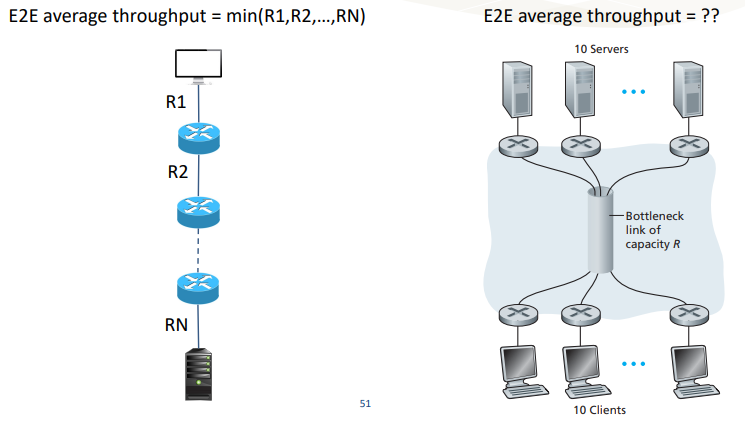 E2E average throughput = min(R1,R2,…,RN)
R1
R2
RN
E2E average throughput = ??
10 Servers
Bottleneck
link of
capacity R
10 Clients
51